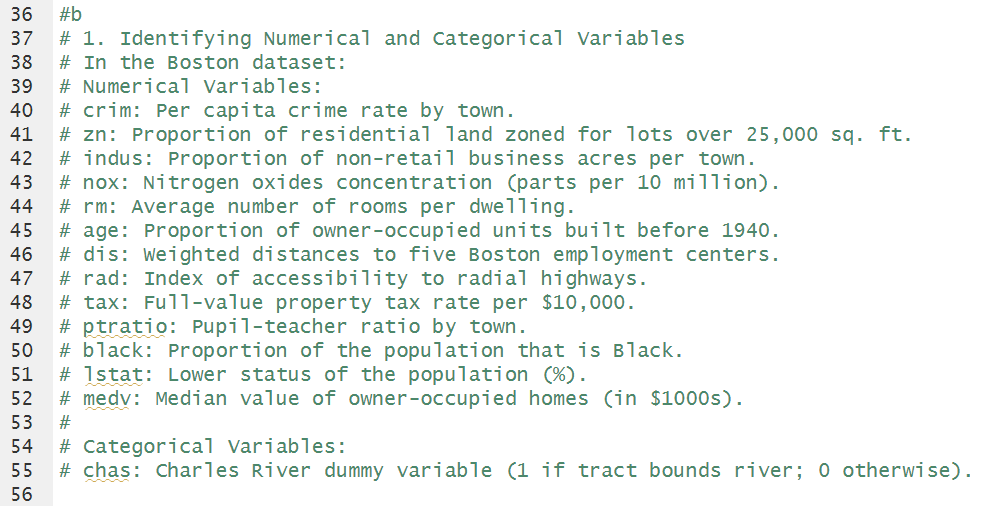 36 #b
37 # 1. Identifying Numerical and Categorical Variables
38 # In the Boston dataset:
39 # Numerical Variables:
40 # crim: Per capita crime rate by town.
41 # zn: Proportion of residential land zoned for lots over 25,000 sq. ft.
42 # indus: Proportion of non-retail business acres per town.
43 # nox: Nitrogen oxides concentration (parts per 10 million).
44 # rm: Average number of rooms per dwelling.
45 # age: Proportion of owner-occupied units built before 1940.
46 # dis: Weighted distances to five Boston employment centers.
47 # rad: Index of accessibility to radial highways.
48 # tax: Full-value property tax rate per $10,000.
49 # ptratio: Pupil-teacher ratio by town.
50 # black: Proportion of the population that is Black.
51 # lstat: Lower status of the population (%).
52 # medv: Median value of owner-occupied homes (in $1000s).
53 #
54 # Categorical Variables:
55 # chas: Charles River dummy variable (1 if tract bounds river; 0 otherwise).
56